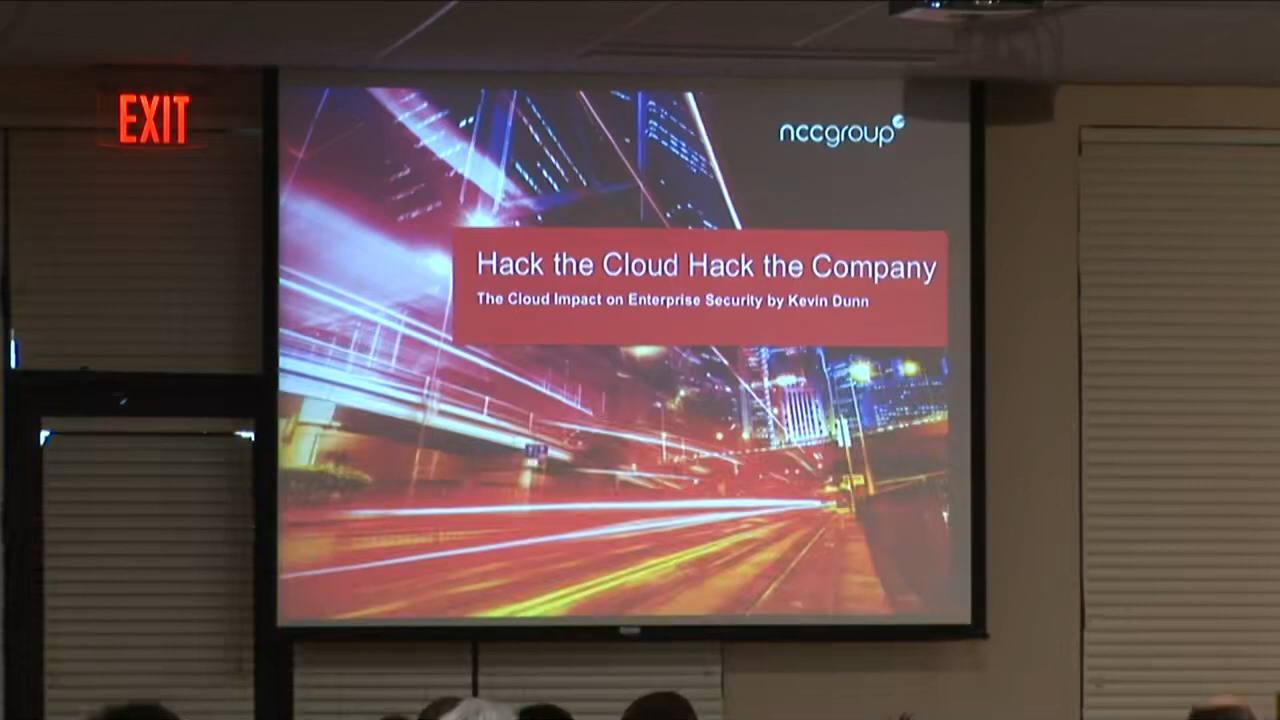 EXIT
nccgroup
Hack the Cloud Hack the Company
The Cloud Impact on Enterprise Security by Kevin Dunn